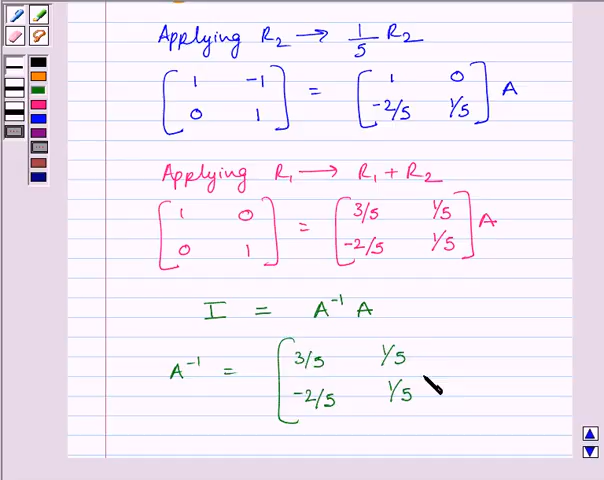 Applying R₂ → 1/5 R₂
[1 -1; 0 1] = [1 0; -2/5 1/5] A
Applying R₁ → R₁ + R₂
[1 0; 0 1] = [3/5 1/5; -2/5 1/5] A
I = A⁻¹ A
A⁻¹ = [3/5 1/5; -2/5 1/5